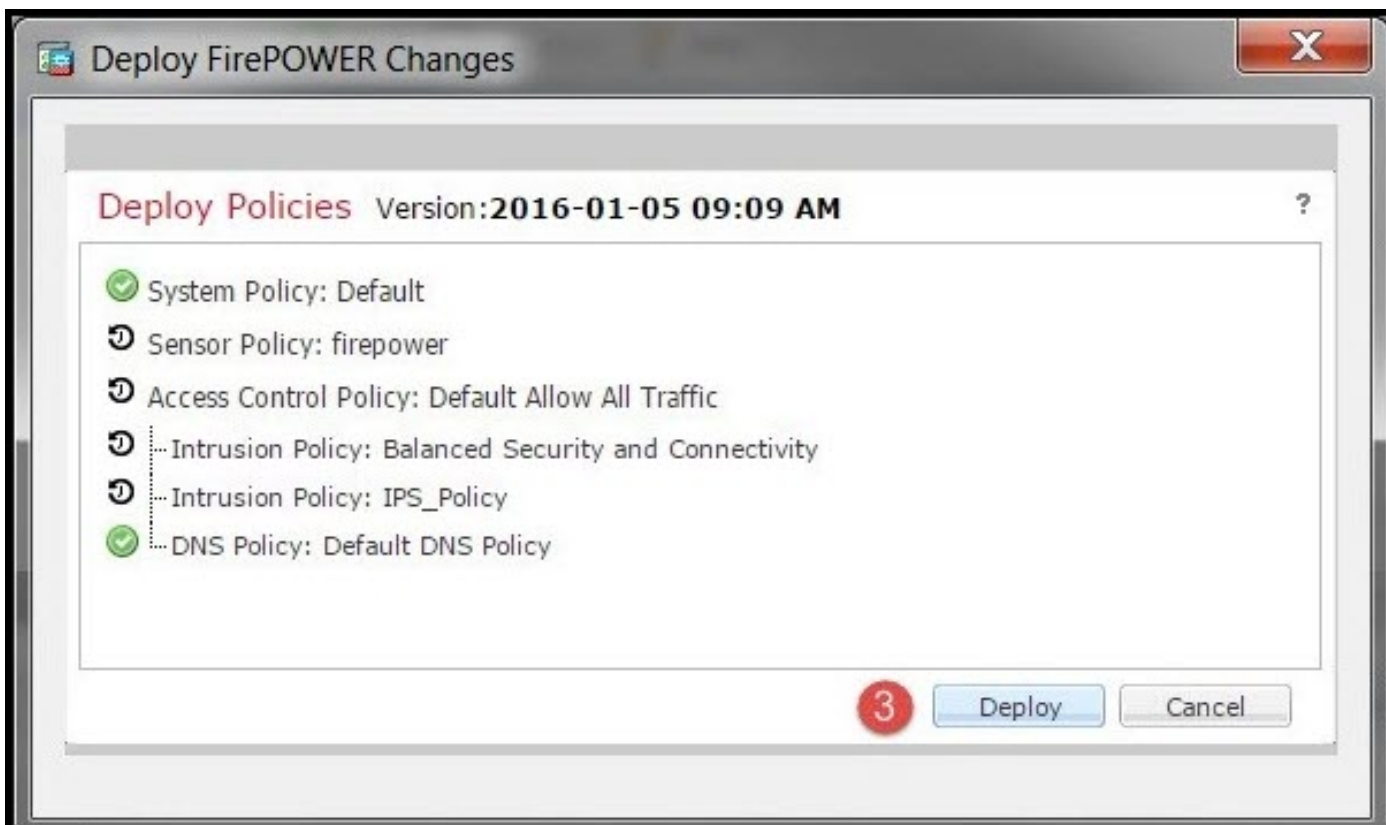 Deploy FirePOWER Changes
Deploy Policies Version:2016-01-05 09:09 AM ?
System Policy: Default
Sensor Policy: firepower
Access Control Policy: Default Allow All Traffic
Intrusion Policy: Balanced Security and Connectivity
Intrusion Policy: IPS_Policy
DNS Policy: Default DNS Policy
3 Deploy Cancel